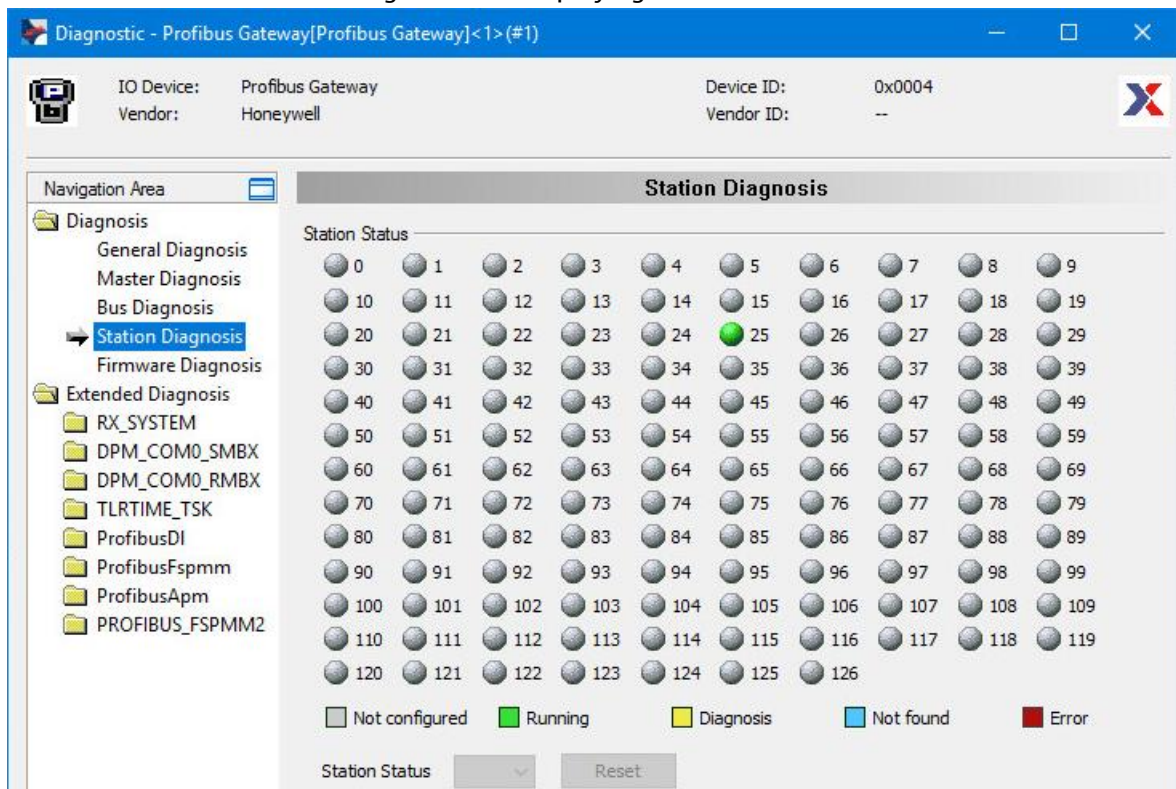 Diagnostic - Profibus Gateway[Profibus Gateway]<1>(#1)
IO Device: Profibus Gateway Device ID: 0x0004
Vendor: Honeywell Vendor ID: --
Navigation Area
Station Diagnosis
Diagnosis
General Diagnosis
Master Diagnosis
Bus Diagnosis
Station Diagnosis
Firmware Diagnosis
Extended Diagnosis
RX_SYSTEM
DPM_COM0_SMBX
DPM_COM0_RMBX
TLRTIME_TSK
ProfibusDl
ProfibusFspmm
ProfibusApm
PROFIBUS_FSPMM2
Station Status
0 1 2 3 4 5 6 7 8 9
10 11 12 13 14 15 16 17 18 19
20 21 22 23 24 25 26 27 28 29
30 31 32 33 34 35 36 37 38 39
40 41 42 43 44 45 46 47 48 49
50 51 52 53 54 55 56 57 58 59
60 61 62 63 64 65 66 67 68 69
70 71 72 73 74 75 76 77 78 79
80 81 82 83 84 85 86 87 88 89
90 91 92 93 94 95 96 97 98 99
100 101 102 103 104 105 106 107 108 109
110 111 112 113 114 115 116 117 118 119
120 121 122 123 124 125 126
Not configured Running Diagnosis Not found Error
Station Status Reset